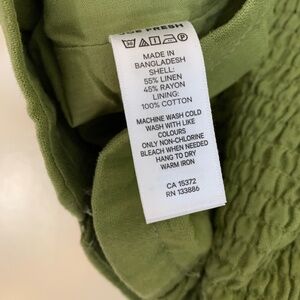 JOE FRESH
MADE IN
BANGLADESH
SHELL:
55% LINEN
45% RAYON
LINING:
100% COTTON
MACHINE WASH COLD
WASH WITH LIKE
COLOURS
ONLY NON-CHLORINE
BLEACH WHEN NEEDED
HANG TO DRY
WARM IRON
CA 15372
RN 133886